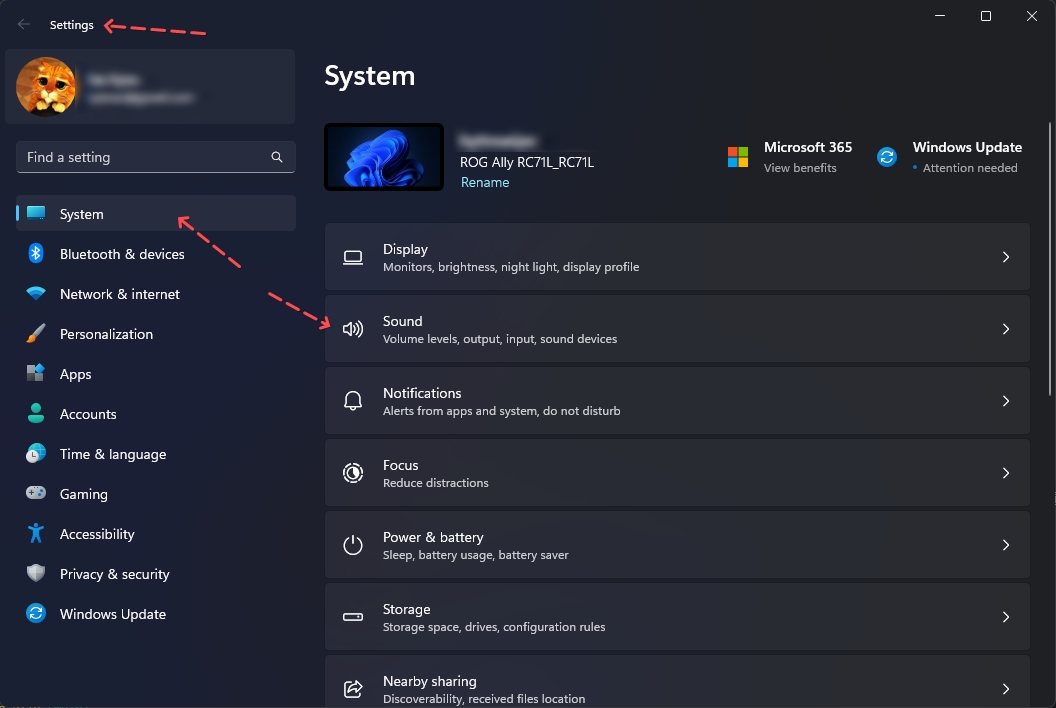 Settings
Find a setting
System
Bluetooth & devices
Network & internet
Personalization
Apps
Accounts
Time & language
Gaming
Accessibility
Privacy & security
Windows Update
System
ROG Ally RC71L_RC71L
Rename
Microsoft 365
View benefits
Windows Update
• Attention needed
Display
Monitors, brightness, night light, display profile
Sound
Volume levels, output, input, sound devices
Notifications
Alerts from apps and system, do not disturb
Focus
Reduce distractions
Power & battery
Sleep, battery usage, battery saver
Storage
Storage space, drives, configuration rules
Nearby sharing
Discoverability, received files location